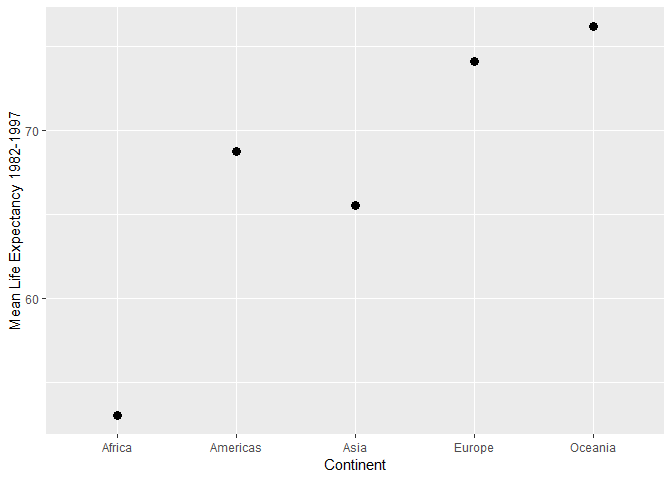 Mean Life Expectancy 1982-1997
70
60
Africa Americas Asia Europe Oceania
Continent